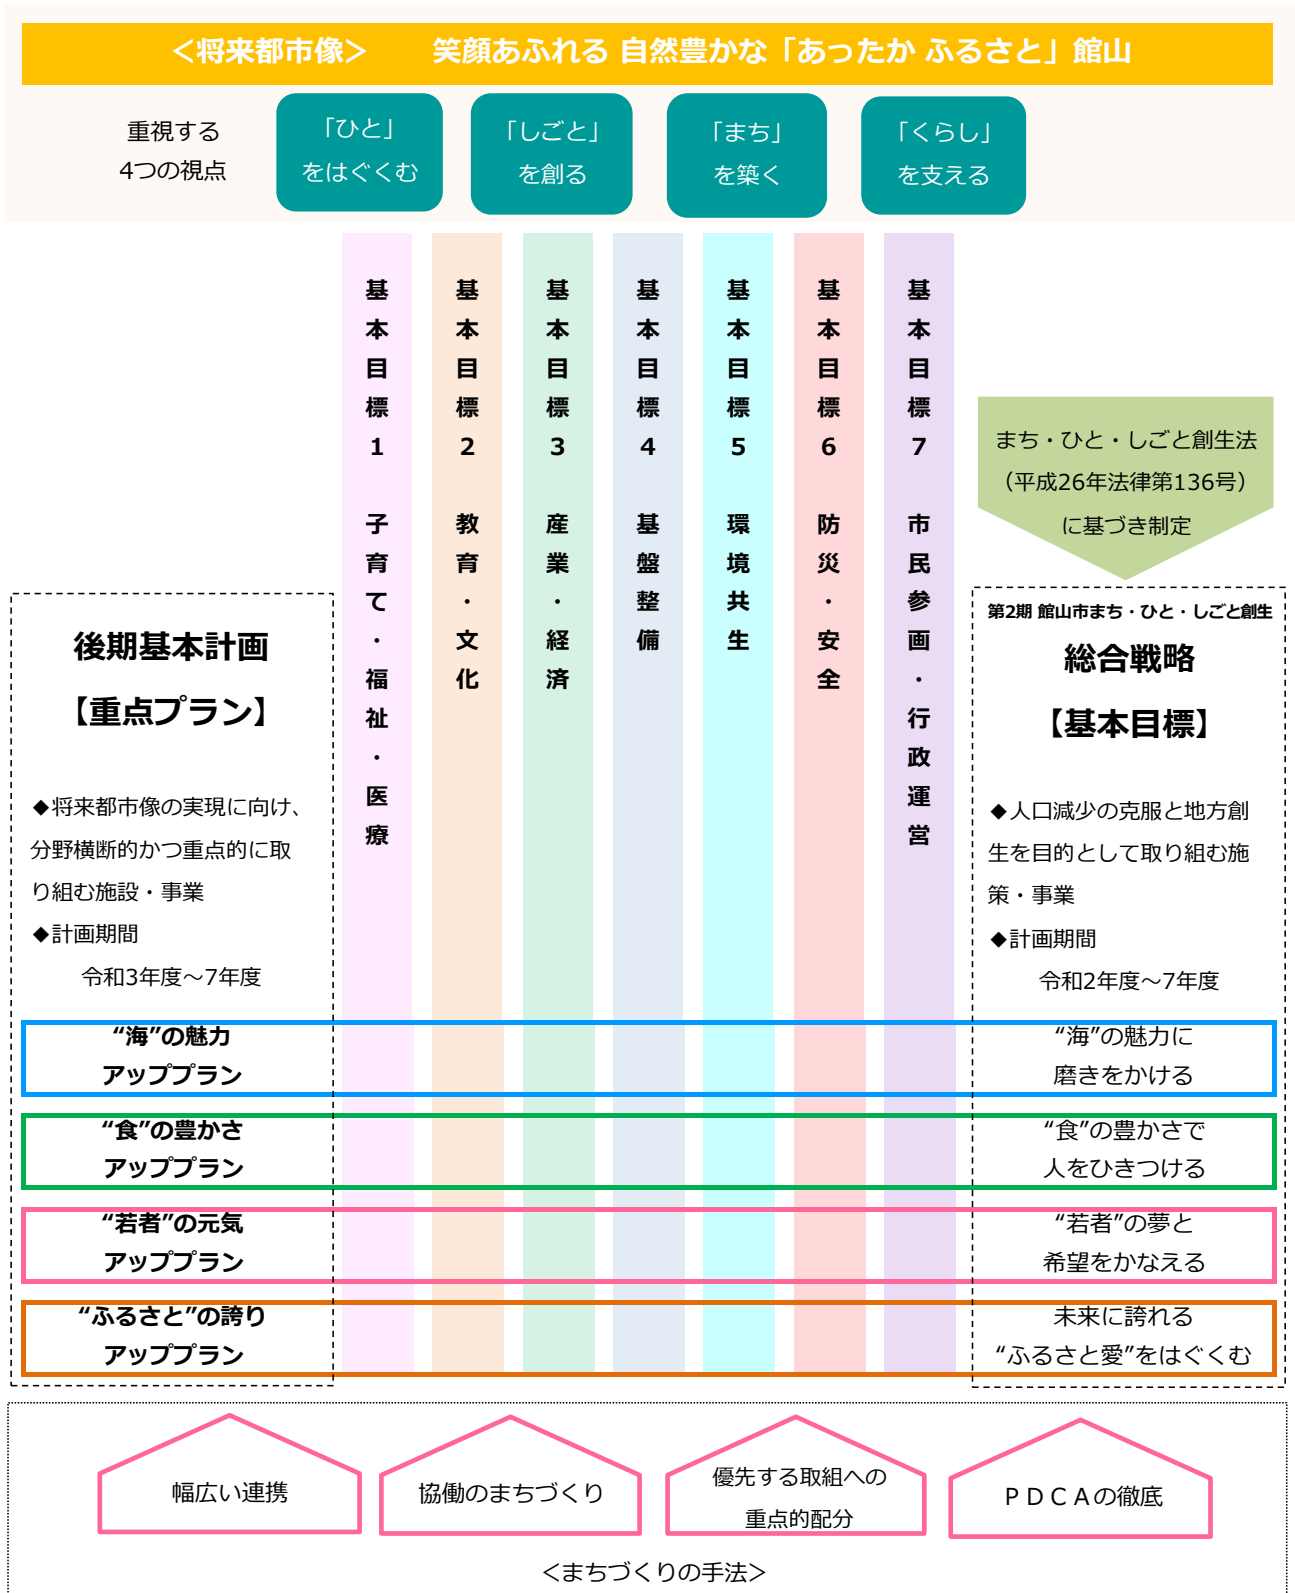 ＜将来都市像＞　　笑顔あふれる 自然豊かな「あったか ふるさと」館山
重視する
4つの視点
「ひと」
をはぐくむ
「しごと」
を創る
「まち」
を築く
「くらし」
を支える
基本目標1　子育て・福祉・医療
基本目標2　教育・文化
基本目標3　産業・経済
基本目標4　基盤整備
基本目標5　環境共生
基本目標6　防災・安全
基本目標7　市民参画・行政運営
まち・ひと・しごと創生法
（平成26年法律第136号）
に基づき制定
後期基本計画
【重点プラン】
◆将来都市像の実現に向け、
分野横断的かつ重点的に取
り組む施設・事業
◆計画期間
令和3年度～7年度
第2期 館山市まち・ひと・しごと創生
総合戦略
【基本目標】
◆人口減少の克服と地方創
生を目的として取り組む施
策・事業
◆計画期間
令和2年度～7年度
“海”の魅力
アッププラン
“海”の魅力に
磨きをかける
“食”の豊かさ
アッププラン
“食”の豊かさで
人をひきつける
“若者”の元気
アッププラン
“若者”の夢と
希望をかなえる
“ふるさと”の誇り
アッププラン
未来に誇れる
“ふるさと愛”をはぐくむ
幅広い連携
協働のまちづくり
優先する取組への
重点的配分
ＰＤＣＡの徹底
＜まちづくりの手法＞